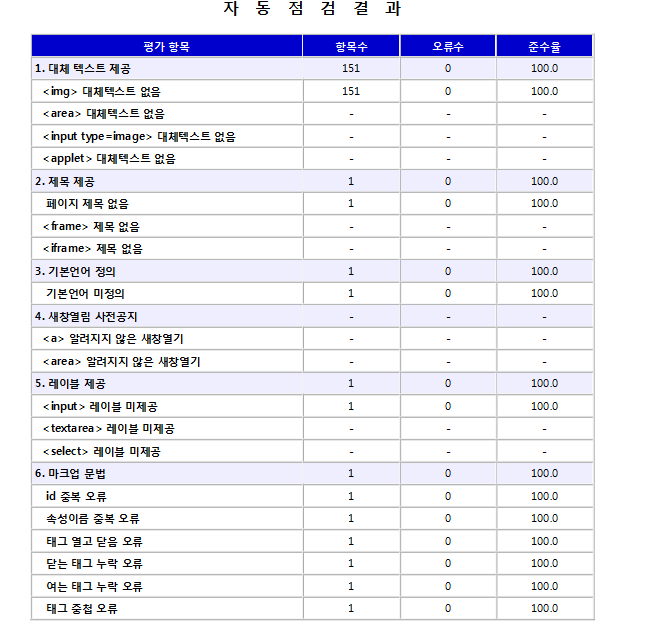 자 동 점 검 결 과
평가 항목 항목수 오류수 준수율
1. 대체 텍스트 제공 151 0 100.0
<img> 대체텍스트 없음 151 0 100.0
<area> 대체텍스트 없음 - - -
<input type=image> 대체텍스트 없음 - - -
<applet> 대체텍스트 없음 - - -
2. 제목 제공 1 0 100.0
페이지 제목 없음 1 0 100.0
<frame> 제목 없음 - - -
<iframe> 제목 없음 - - -
3. 기본언어 정의 1 0 100.0
기본언어 미정의 1 0 100.0
4. 새창열림 사전공지 - - -
<a> 알려지지 않은 새창열기 - - -
<area> 알려지지 않은 새창열기 - - -
5. 레이블 제공 1 0 100.0
<input> 레이블 미제공 1 0 100.0
<textarea> 레이블 미제공 - - -
<select> 레이블 미제공 - - -
6. 마크업 문법 1 0 100.0
id 중복 오류 1 0 100.0
속성이름 중복 오류 1 0 100.0
태그 열고 닫음 오류 1 0 100.0
닫는 태그 누락 오류 1 0 100.0
여는 태그 누락 오류 1 0 100.0
태그 중첩 오류 1 0 100.0